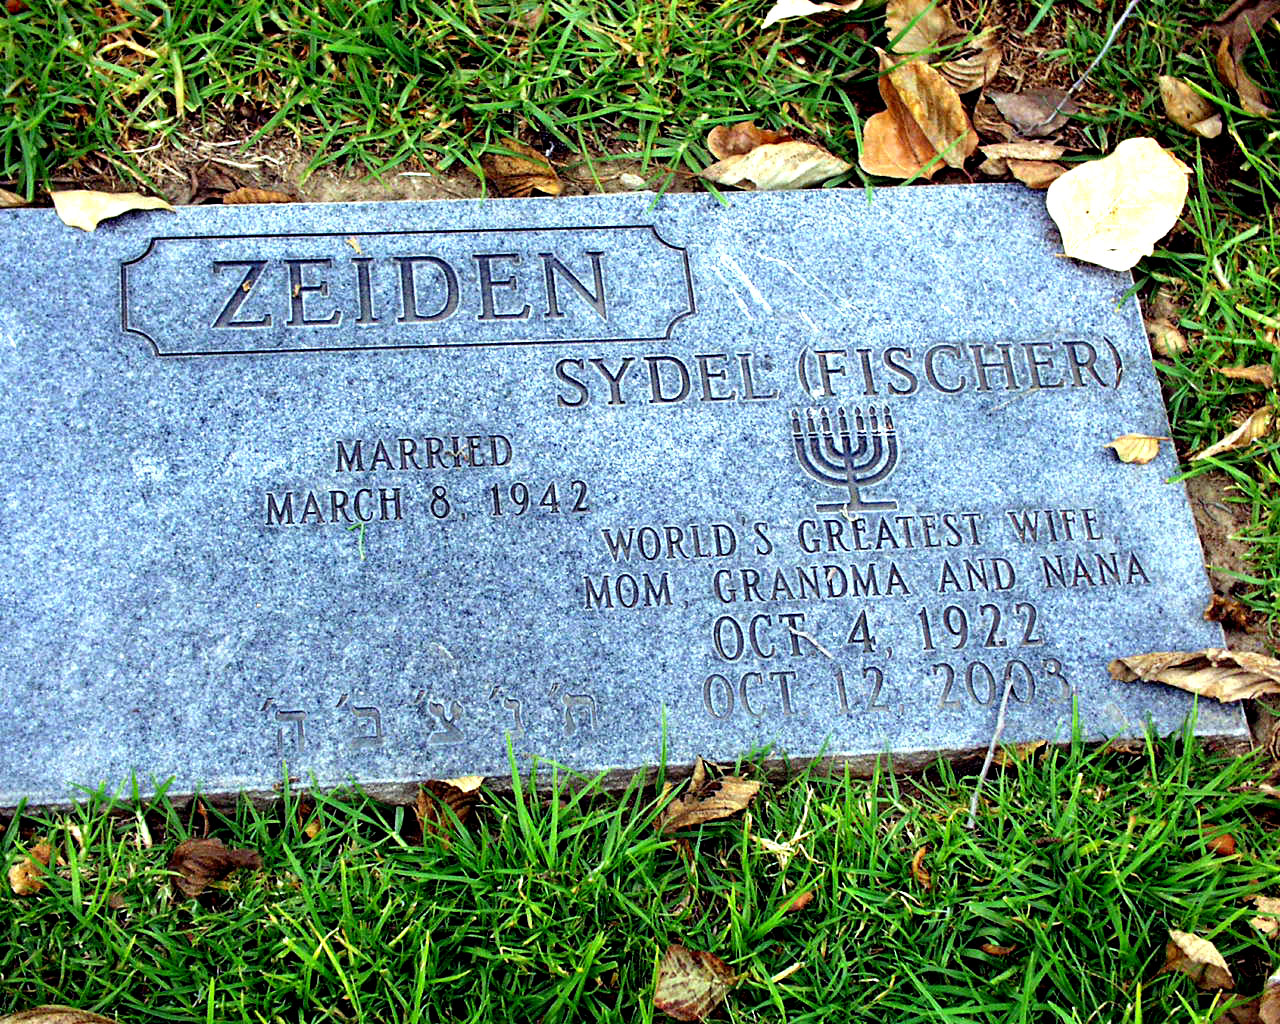 ZEIDEN
SYDEL (FISCHER)
MARRIED
MARCH 8, 1942
WORLD'S GREATEST WIFE
MOM, GRANDMA AND NANA
OCT 4, 1922
OCT 12, 2003
ת' נ' צ' ב' ה'